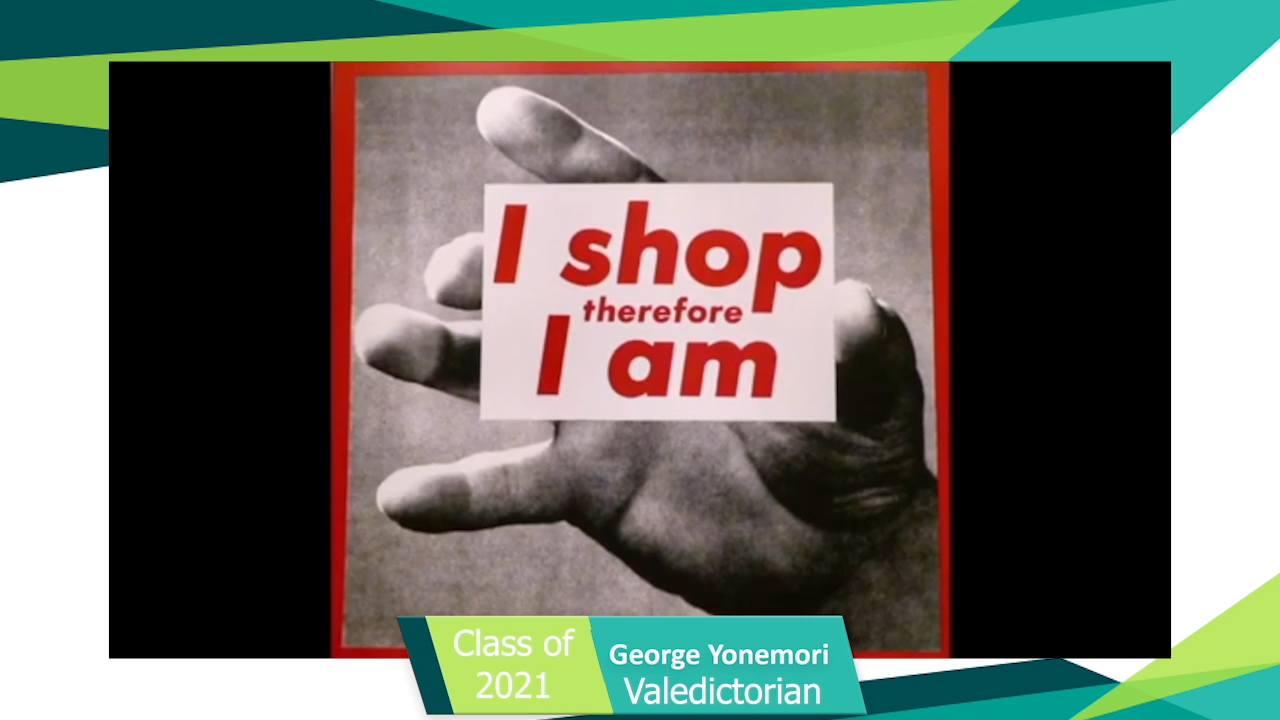 I shop
therefore
I am
Class of
2021
George Yonemori
Valedictorian